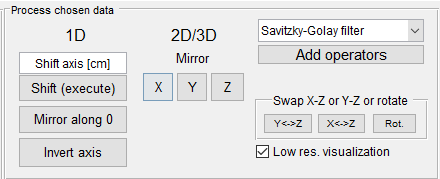 Process chosen data
1D
Shift axis [cm]
Shift (execute)
Mirror along 0
Invert axis
2D/3D
Mirror
X Y Z
Savitzky-Golay filter
Add operators
Swap X-Z or Y-Z or rotate
Y<->Z X<->Z Rot.
Low res. visualization